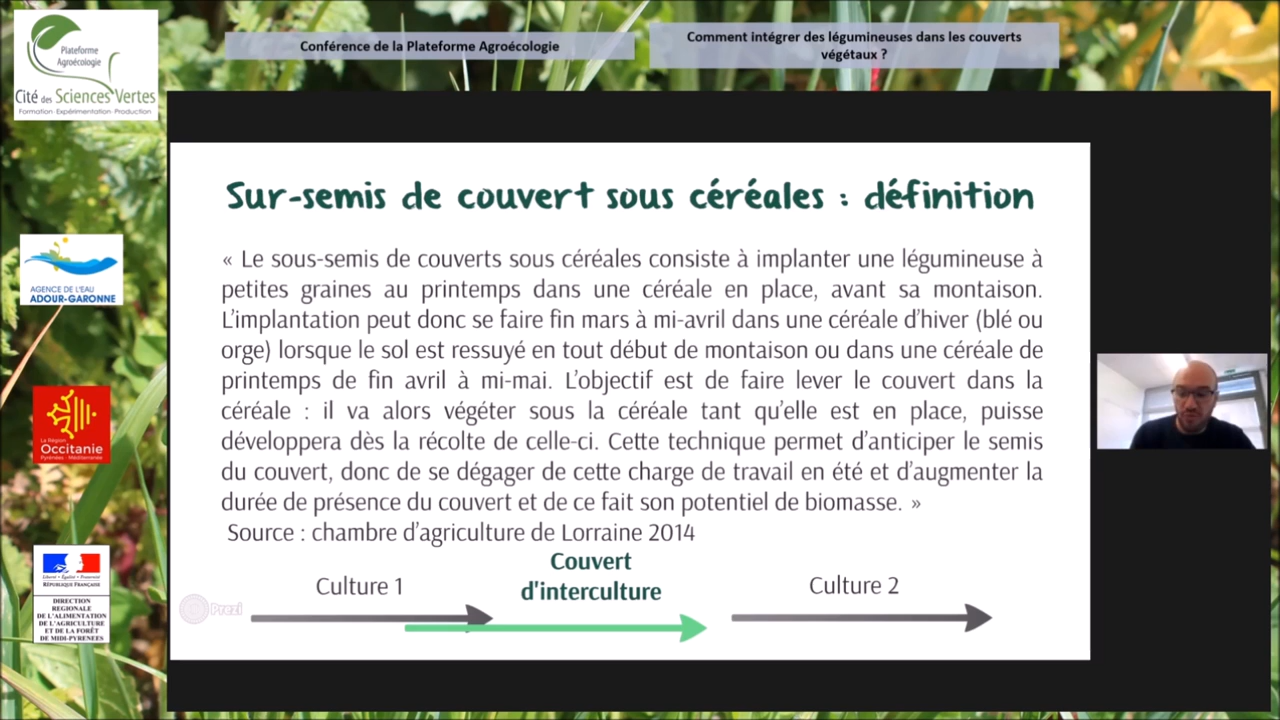 Plateforme
Agroécologie
Cité des Sciences Vertes
Formation-Expérimentation-Production
Conférence de la Plateforme Agroécologie
Comment intégrer des légumineuses dans les couverts
végétaux ?
Sur-semis de couvert sous céréales : définition
« Le sous-semis de couverts sous céréales consiste à implanter une légumineuse à
petites graines au printemps dans une céréale en place, avant sa montaison.
L'implantation peut donc se faire fin mars à mi-avril dans une céréale d'hiver (blé ou
orge) lorsque le sol est ressuyé en tout début de montaison ou dans une céréale de
printemps de fin avril à mi-mai. L'objectif est de faire lever le couvert dans la
céréale : il va alors végéter sous la céréale tant qu'elle est en place, puisse
développera dès la récolte du celle-ci. Cette technique permet d'anticiper le semis
du couvert, donc de se dégager de cette charge de travail en été et d'augmenter la
durée de présence du couvert et de ce fait son potentiel de biomasse. »
Source : chambre d'agriculture de Lorraine 2014
Culture 1
Couvert
d'interculture
Culture 2
Prezi
AGENCE DE L'EAU
ADOUR-GARONNE
La Région
Occitanie
Pyrénées - Méditerranée
Liberté • Égalité • Fraternité
RÉPUBLIQUE FRANÇAISE
DIRECTION
REGIONALE
DE L'ALIMENTATION
DE L'AGRICULTURE
ET DE LA FORÊT
DE MIDI-PYRENEES